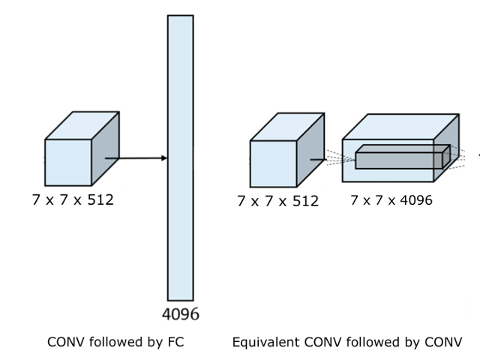 7 x 7 x 512
4096
CONV followed by FC
7 x 7 x 512
7 x 7 x 4096
Equivalent CONV followed by CONV